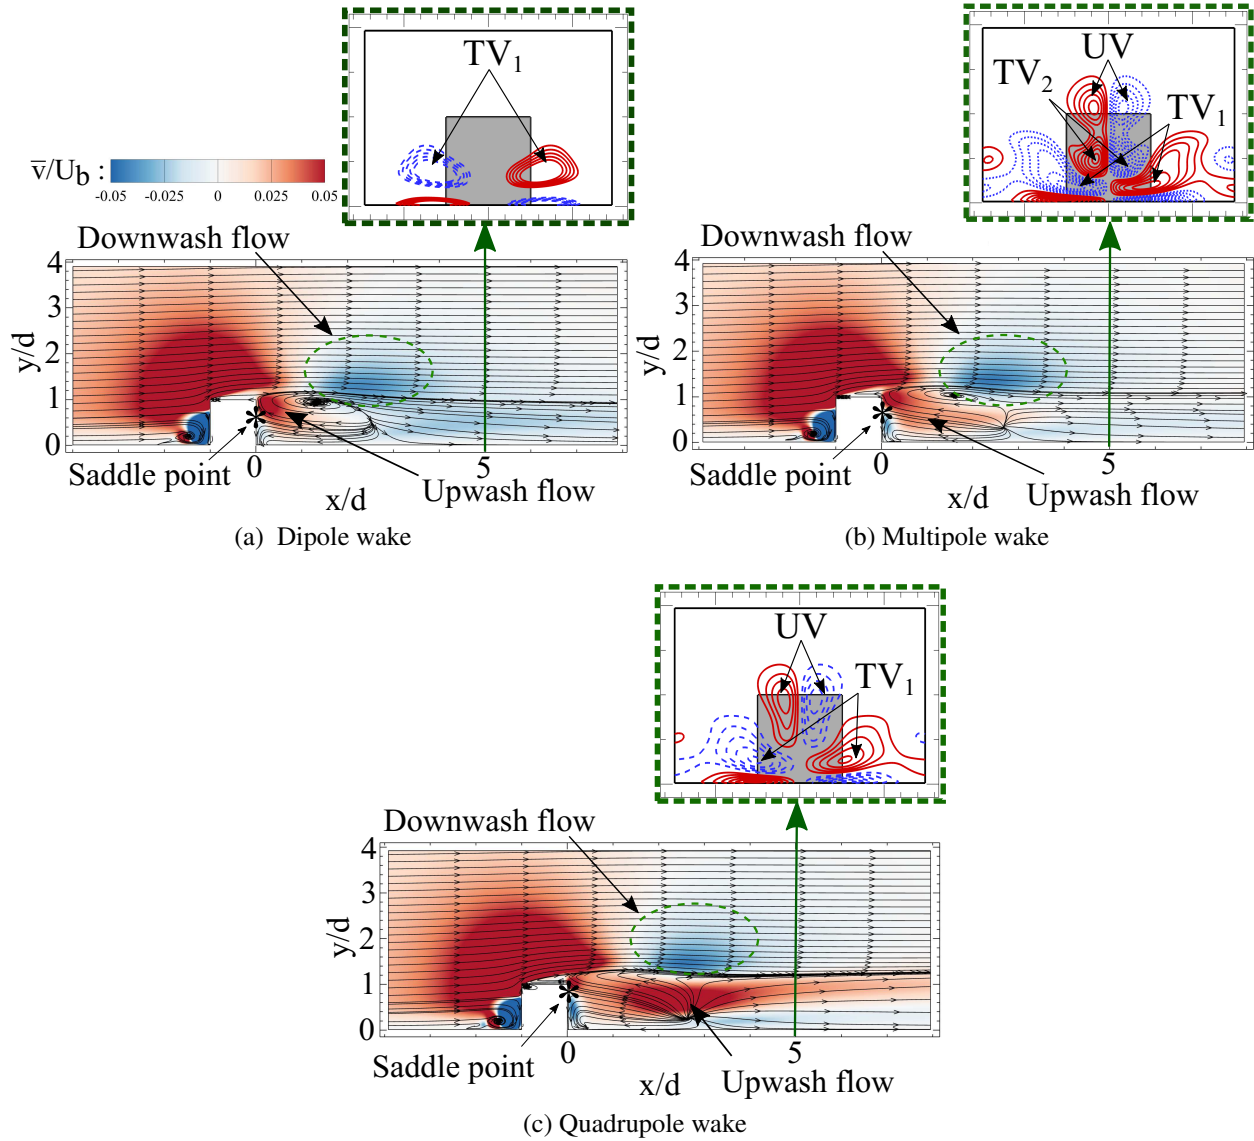 TV1
v̅/Ub :
-0.05 -0.025 0 0.025 0.05
Downwash flow
4
3
2
1
0
y/d
Saddle point
0
5
x/d
Upwash flow
(a) Dipole wake
UV
TV2
TV1
Downwash flow
4
3
2
1
0
y/d
Saddle point
0
5
x/d
Upwash flow
(b) Multipole wake
UV
TV1
Downwash flow
4
3
2
1
0
y/d
Saddle point
0
5
x/d
Upwash flow
(c) Quadrupole wake